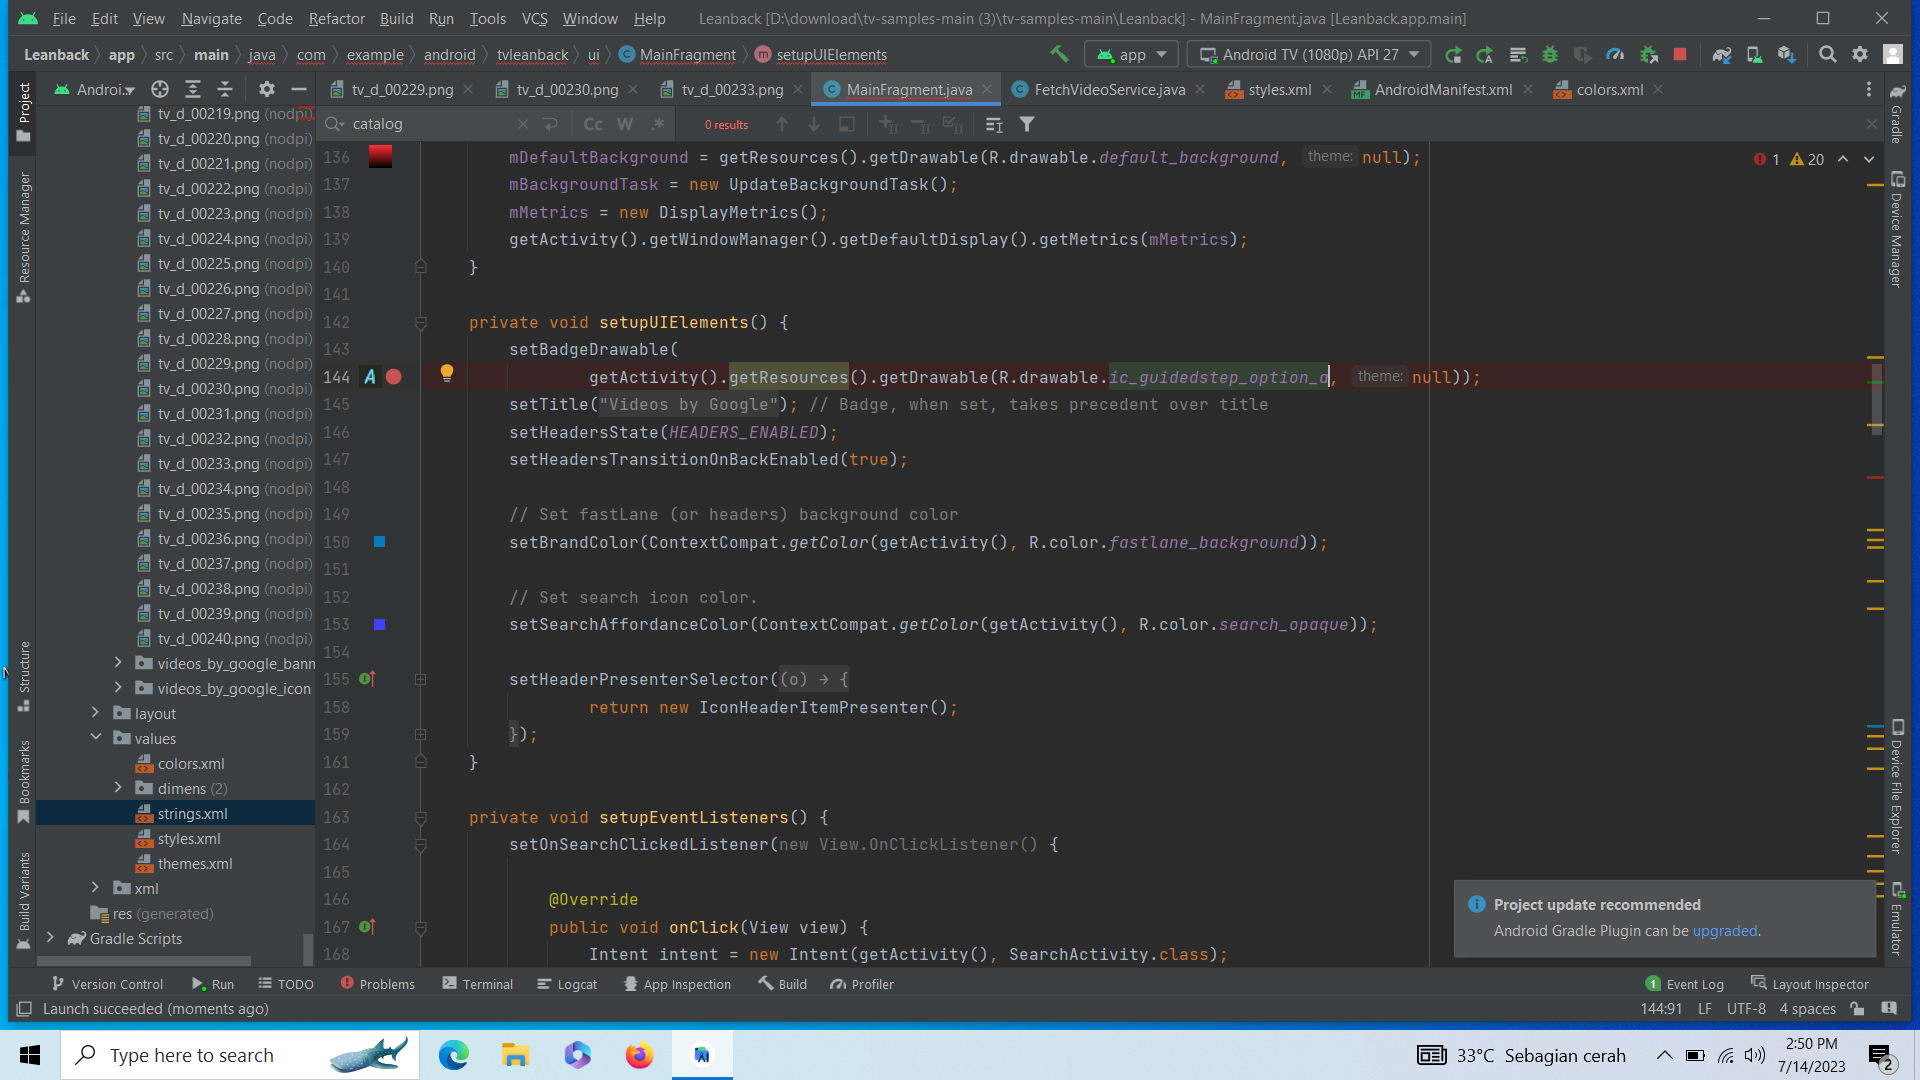 File Edit View Navigate Code Refactor Build Run Tools VCS Window Help Leanback [D:\download\tv-samples-main (3)\tv-samples-main\Leanback] - MainFragment.java [Leanback.app.main]
Leanback app src main java com example android tvleanback ui MainFragment setupUIElements app Android TV (1080p) API 27
Androi... tv_d_00229.png tv_d_00230.png tv_d_00233.png MainFragment.java FetchVideoService.java styles.xml AndroidManifest.xml colors.xml
catalog Cc W .* 0 results
Project
Resource Manager
Structure
Bookmarks
Build Variants
tv_d_00219.png (nodpi)
tv_d_00220.png (nodpi)
tv_d_00221.png (nodpi)
tv_d_00222.png (nodpi)
tv_d_00223.png (nodpi)
tv_d_00224.png (nodpi)
tv_d_00225.png (nodpi)
tv_d_00226.png (nodpi)
tv_d_00227.png (nodpi)
tv_d_00228.png (nodpi)
tv_d_00229.png (nodpi)
tv_d_00230.png (nodpi)
tv_d_00231.png (nodpi)
tv_d_00232.png (nodpi)
tv_d_00233.png (nodpi)
tv_d_00234.png (nodpi)
tv_d_00235.png (nodpi)
tv_d_00236.png (nodpi)
tv_d_00237.png (nodpi)
tv_d_00238.png (nodpi)
tv_d_00239.png (nodpi)
tv_d_00240.png (nodpi)
videos_by_google_bann
videos_by_google_icon
layout
values
colors.xml
dimens (2)
strings.xml
styles.xml
themes.xml
xml
res (generated)
Gradle Scripts
136 mDefaultBackground = getResources().getDrawable(R.drawable.default_background, theme: null);
137 mBackgroundTask = new UpdateBackgroundTask();
138 mMetrics = new DisplayMetrics();
139 getActivity().getWindowManager().getDefaultDisplay().getMetrics(mMetrics);
140 }
141
142 private void setupUIElements() {
143 setBadgeDrawable(
144 getActivity().getResources().getDrawable(R.drawable.ic_guidedstep_option_a, theme: null));
145 setTitle("Videos by Google"); // Badge, when set, takes precedent over title
146 setHeadersState(HEADERS_ENABLED);
147 setHeadersTransitionOnBackEnabled(true);
148
149 // Set fastLane (or headers) background color
150 setBrandColor(ContextCompat.getColor(getActivity(), R.color.fastlane_background));
151
152 // Set search icon color.
153 setSearchAffordanceColor(ContextCompat.getColor(getActivity(), R.color.search_opaque));
154
155 setHeaderPresenterSelector((o) → {
158 return new IconHeaderItemPresenter();
159 });
161 }
162
163 private void setupEventListeners() {
164 setOnSearchClickedListener(new View.OnClickListener() {
165
166 @Override
167 public void onClick(View view) {
168 Intent intent = new Intent(getActivity(), SearchActivity.class);
1 20
Gradle
Device Manager
Device File Explorer
Emulator
Project update recommended
Android Gradle Plugin can be upgraded.
Version Control Run TODO Problems Terminal Logcat App Inspection Build Profiler 1 Event Log Layout Inspector
Launch succeeded (moments ago) 144:91 LF UTF-8 4 spaces
Type here to search 33°C Sebagian cerah 2:50 PM
7/14/2023 2